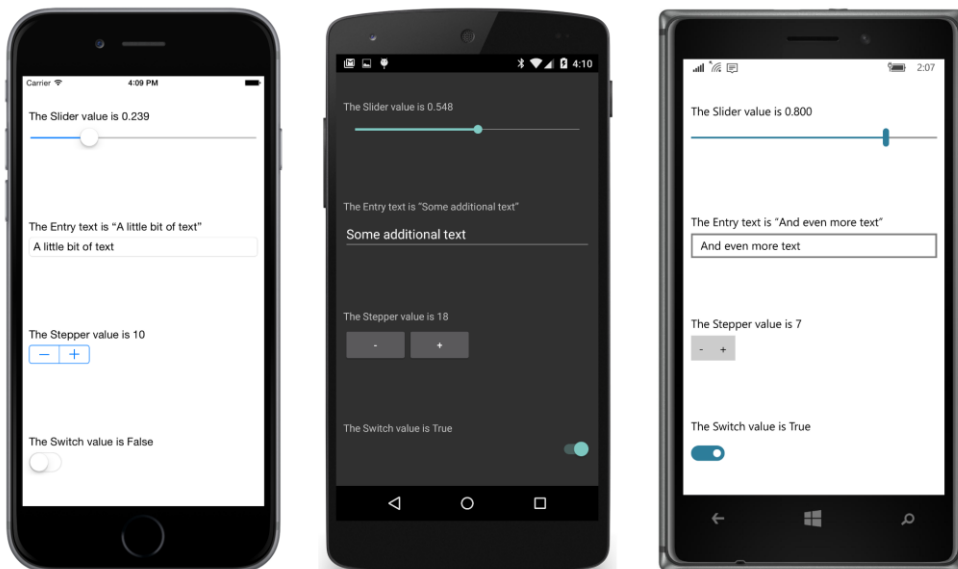 Carrier
4:09 PM
The Slider value is 0.239
The Entry text is “A little bit of text”
A little bit of text
The Stepper value is 10
− +
The Switch value is False
4:10
The Slider value is 0.548
The Entry text is “Some additional text”
Some additional text
The Stepper value is 18
- +
The Switch value is True
2:07
The Slider value is 0.800
The Entry text is “And even more text”
And even more text
The Stepper value is 7
- +
The Switch value is True